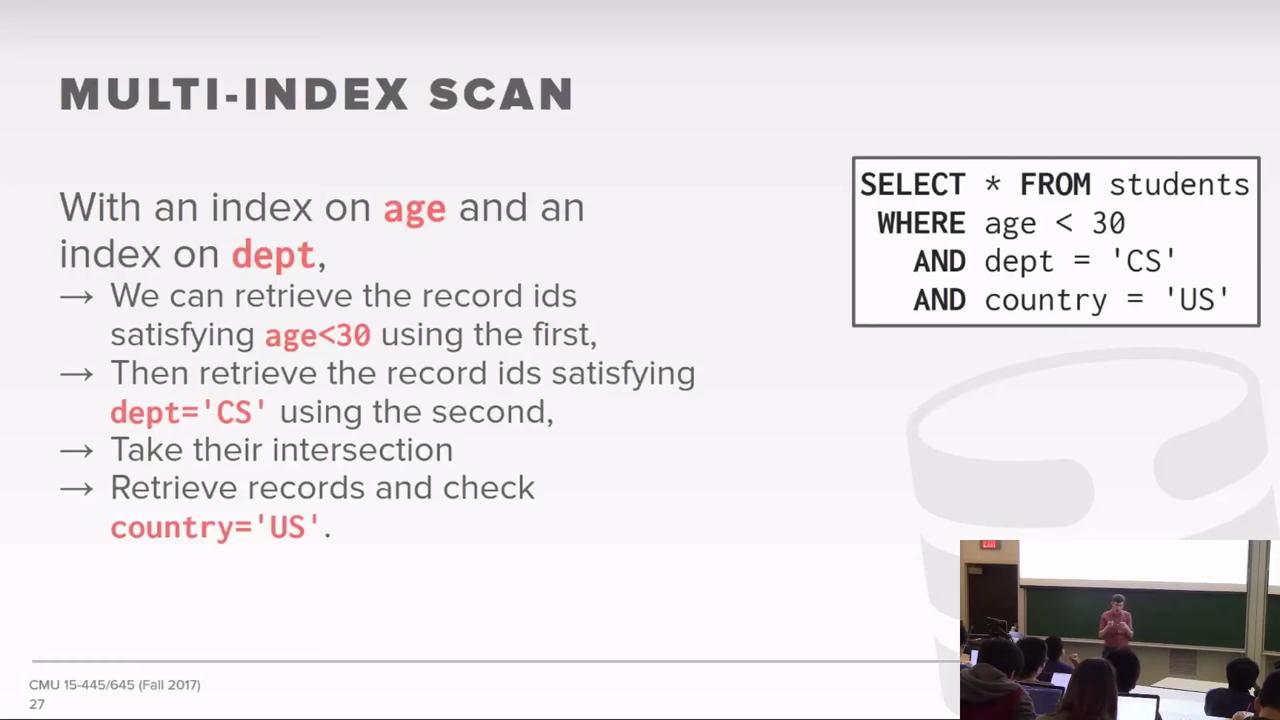 MULTI-INDEX SCAN
With an index on age and an
index on dept,
→ We can retrieve the record ids
satisfying age<30 using the first,
→ Then retrieve the record ids satisfying
dept='CS' using the second,
→ Take their intersection
→ Retrieve records and check
country='US'.
SELECT * FROM students
WHERE age < 30
AND dept = 'CS'
AND country = 'US'
CMU 15-445/645 (Fall 2017)
27
EXIT